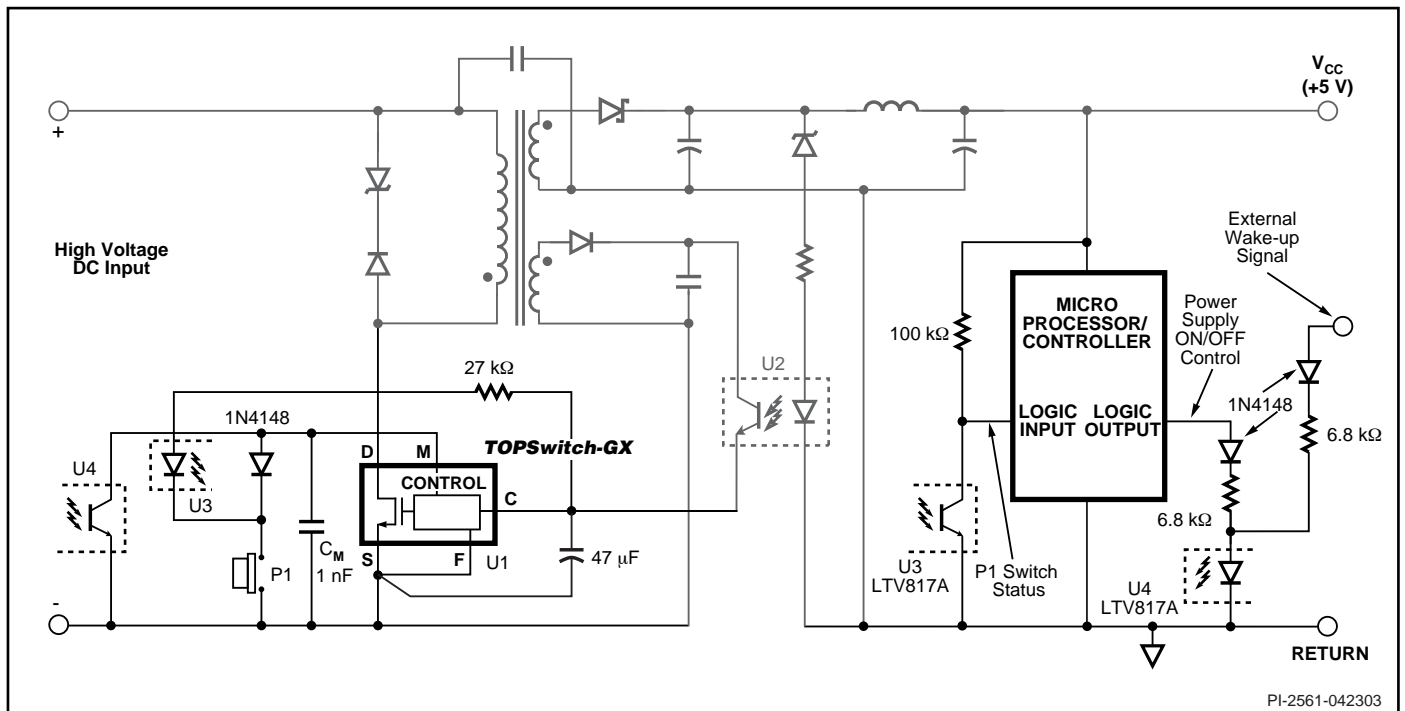 V_CC
(+5 V)
+
High Voltage
DC Input
External
Wake-up
Signal
MICRO
PROCESSOR/
CONTROLLER
LOGIC INPUT
LOGIC OUTPUT
Power
Supply
ON/OFF
Control
100 kΩ
27 kΩ
U2
1N4148
1N4148
6.8 kΩ
6.8 kΩ
TOPSwitch-GX
D
M
CONTROL
C
S
F
U1
U4
U3
C_M
1 nF
P1
47 µF
U3
LTV817A
P1 Switch
Status
U4
LTV817A
-
RETURN
PI-2561-042303